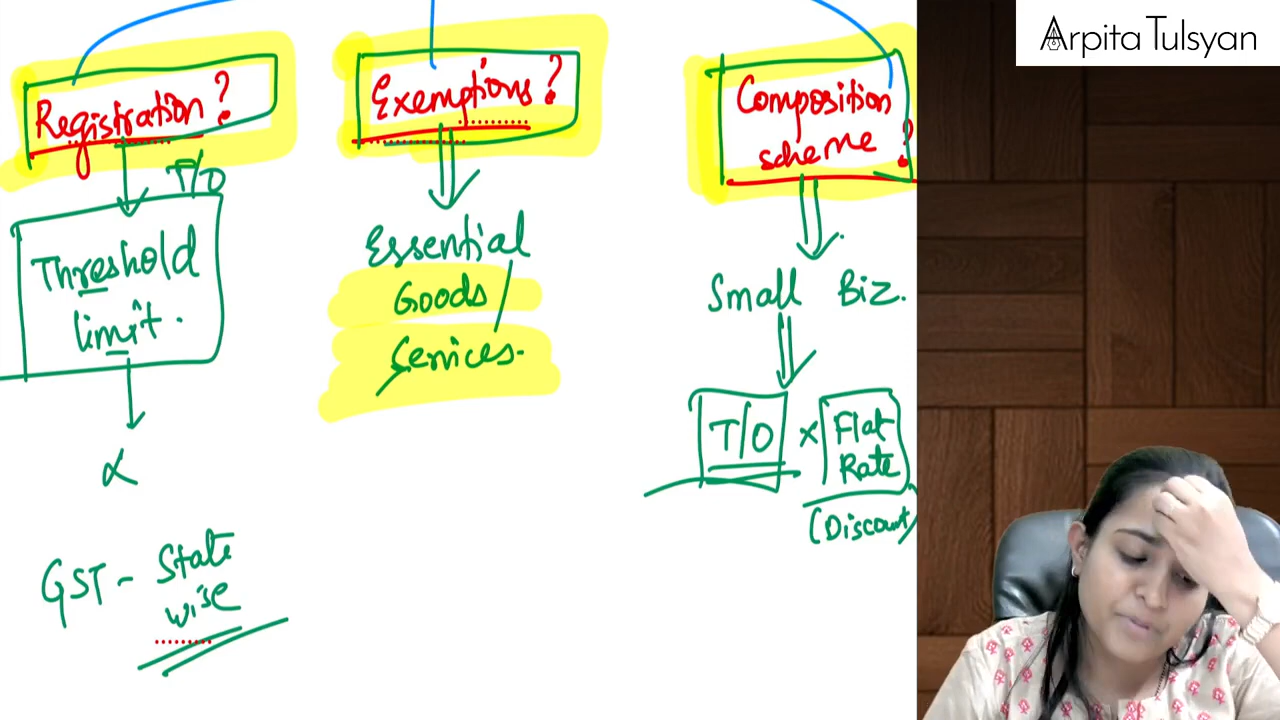 Arpita Tulsyan
Registration?
T/O
Threshold
limit.
α
GST - State
wise
Exemptions?
Essential
Goods
Services.
Composition
scheme?
Small Biz.
T/O × Flat
Rate
(Discount)